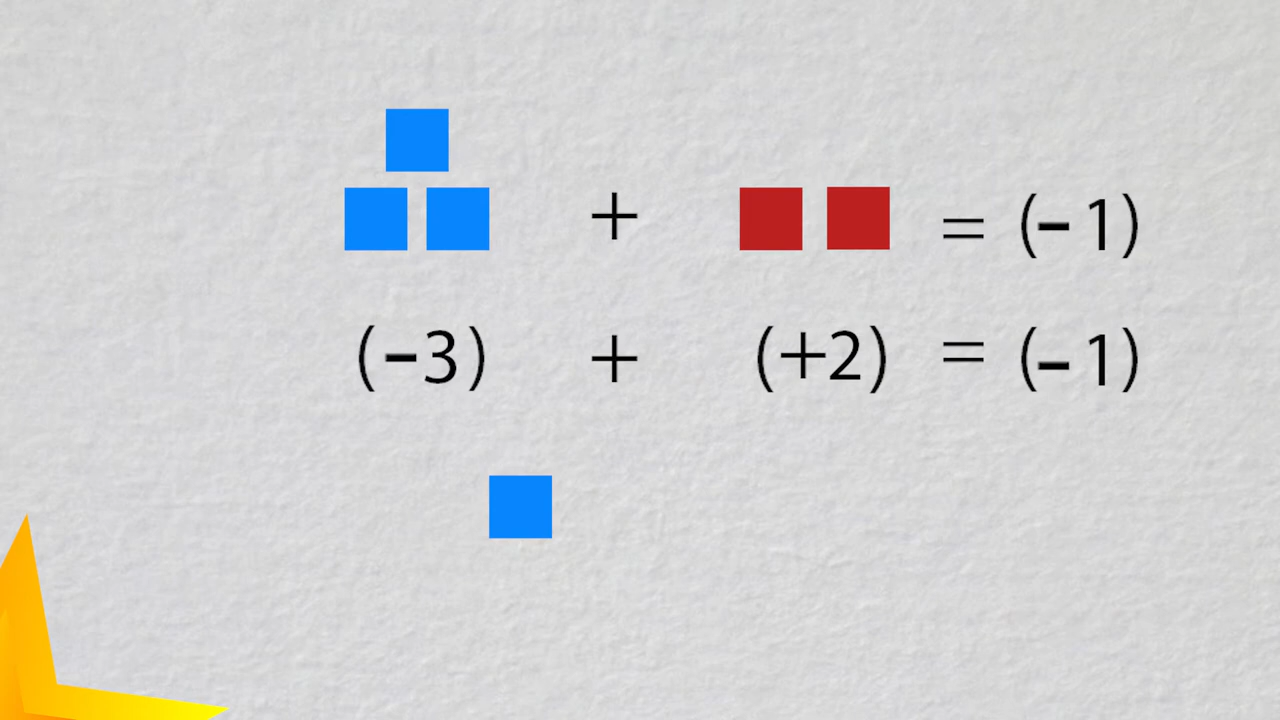 + = (-1)
(-3) + (+2) = (-1)